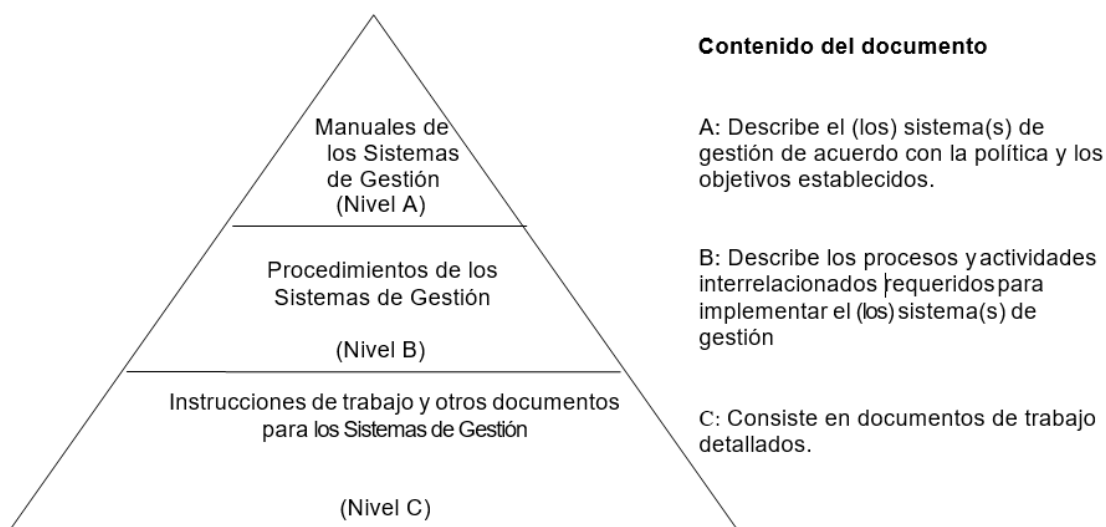 Manuales de
los Sistemas
de Gestión
(Nivel A)
Procedimientos de los
Sistemas de Gestión
(Nivel B)
Instrucciones de trabajo y otros documentos
para los Sistemas de Gestión
(Nivel C)
Contenido del documento
A: Describe el (los) sistema(s) de
gestión de acuerdo con la política y los
objetivos establecidos.
B: Describe los procesos y actividades
interrelacionados requeridos para
implementar el (los) sistema(s) de
gestión
C: Consiste en documentos de trabajo
detallados.